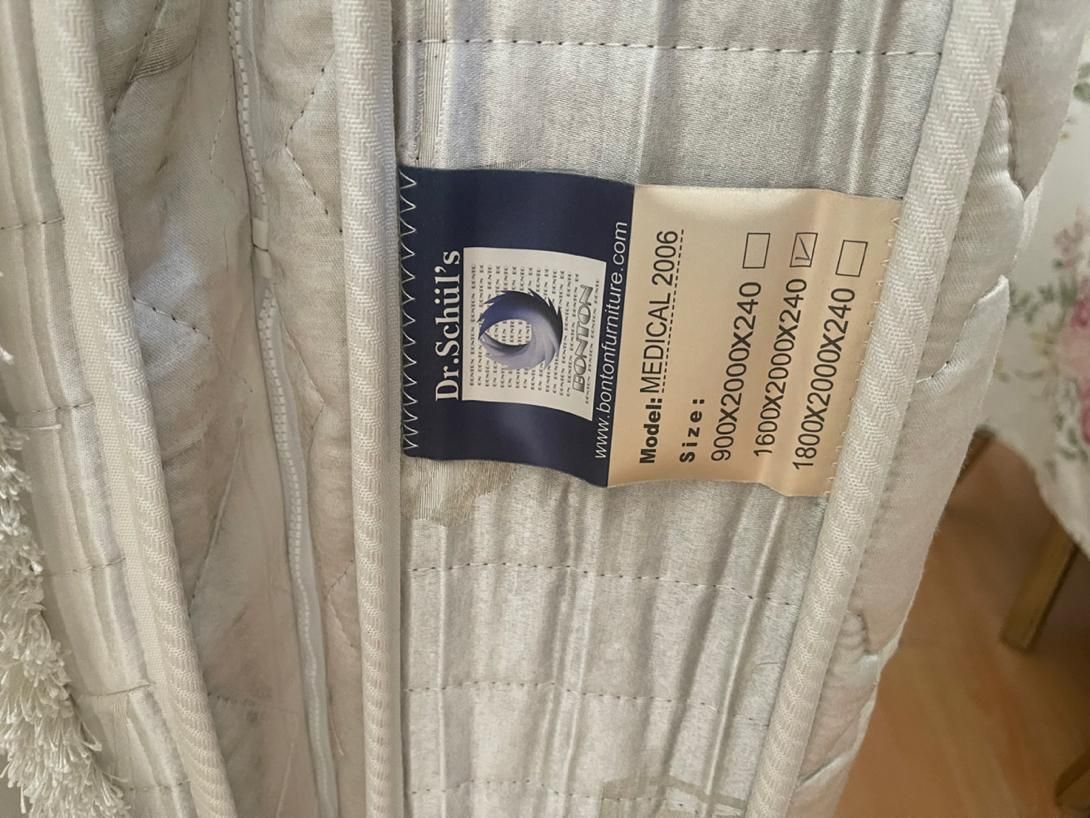 Dr.Schül's
BONTON
www.bontonfurniture.com
Model: MEDICAL 2006
Size:
900X2000X240 ☐
1600X2000X240 ☑
1800X2000X240 ☐